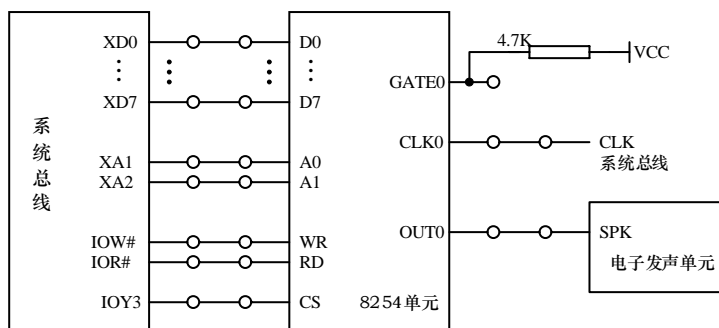 XD0
D0
4.7K
VCC
XD7
D7
GATE0
系统总线
CLK0
CLK
系统总线
XA1
A0
XA2
A1
IOW#
WR
OUT0
SPK
IOR#
RD
电子发声单元
IOY3
CS
8254单元